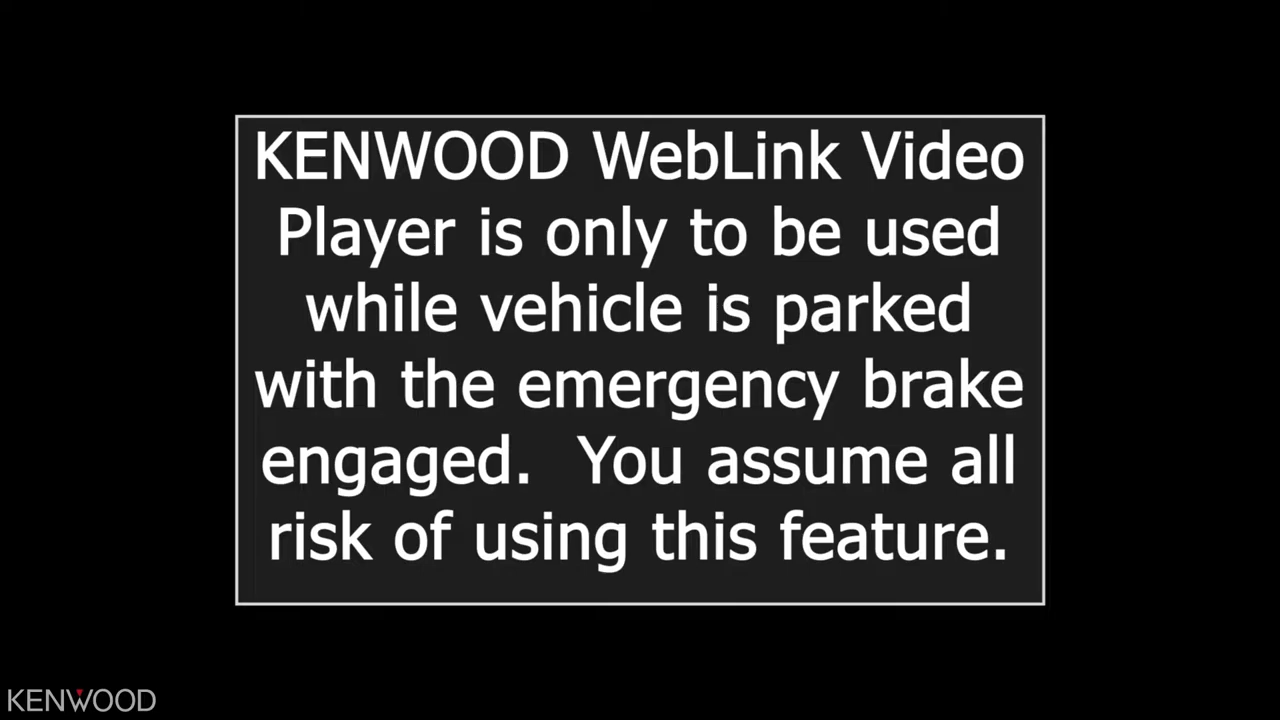 KENWOOD WebLink Video
Player is only to be used
while vehicle is parked
with the emergency brake
engaged.  You assume all
risk of using this feature.
KENWOOD